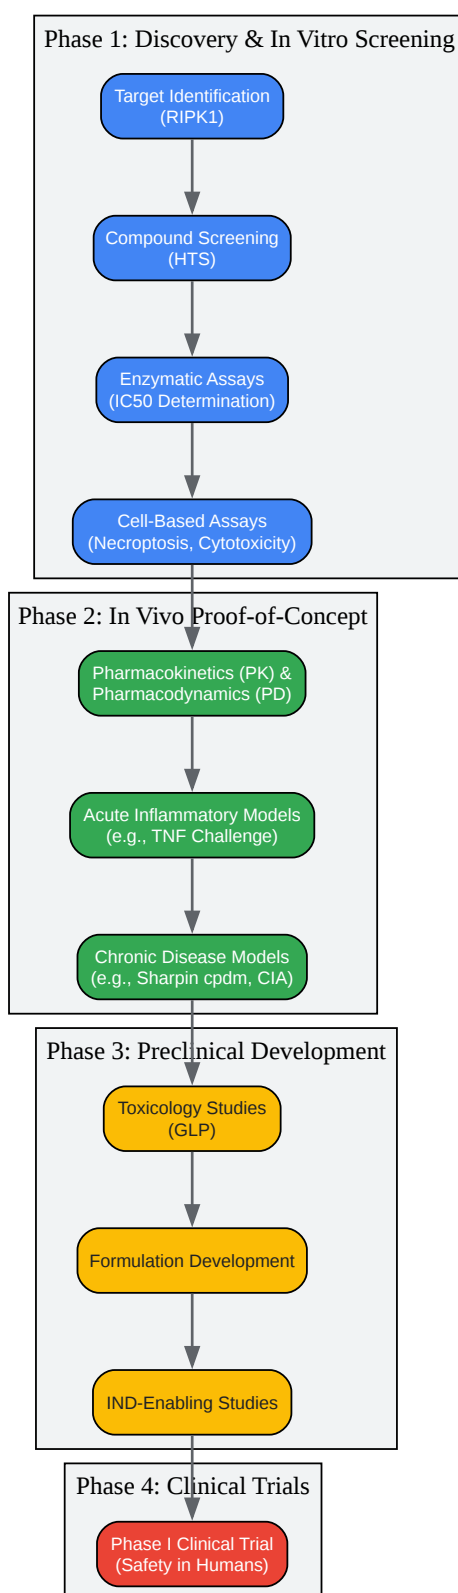 Phase 1: Discovery & In Vitro Screening
Target Identification
(RIPK1)
Compound Screening
(HTS)
Enzymatic Assays
(IC50 Determination)
Cell-Based Assays
(Necroptosis, Cytotoxicity)
Phase 2: In Vivo Proof-of-Concept
Pharmacokinetics (PK) &
Pharmacodynamics (PD)
Acute Inflammatory Models
(e.g., TNF Challenge)
Chronic Disease Models
(e.g., Sharpin cpdm, CIA)
Phase 3: Preclinical Development
Toxicology Studies
(GLP)
Formulation Development
IND-Enabling Studies
Phase 4: Clinical Trials
Phase I Clinical Trial
(Safety in Humans)